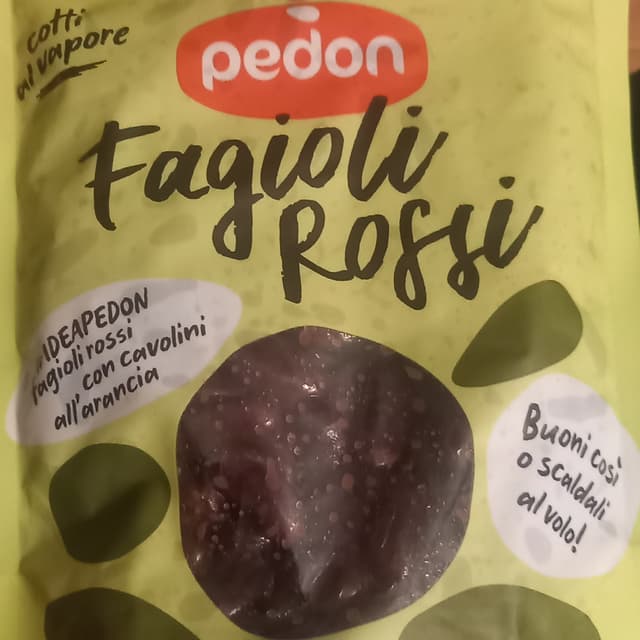 cotti
al vapore
pedon
Fagioli
Rossi
IDEAPEDON
fagioli rossi
con cavolini
all'arancia
Buoni così
o scaldali
al volo!